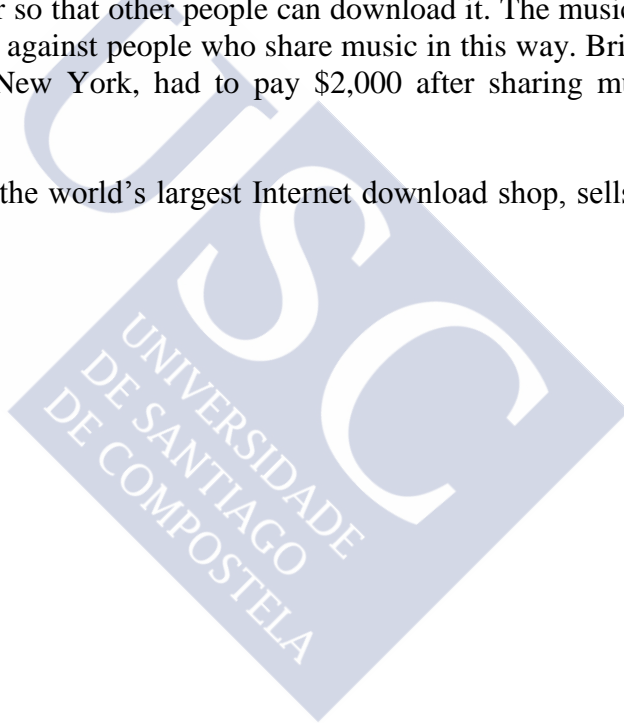 r so that other people can download it. The music
against people who share music in this way. Bri
New York, had to pay $2,000 after sharing mu
the world’s largest Internet download shop, sells
USC
UNIVERSIDADE
DE SANTIAGO
DE COMPOSTELA